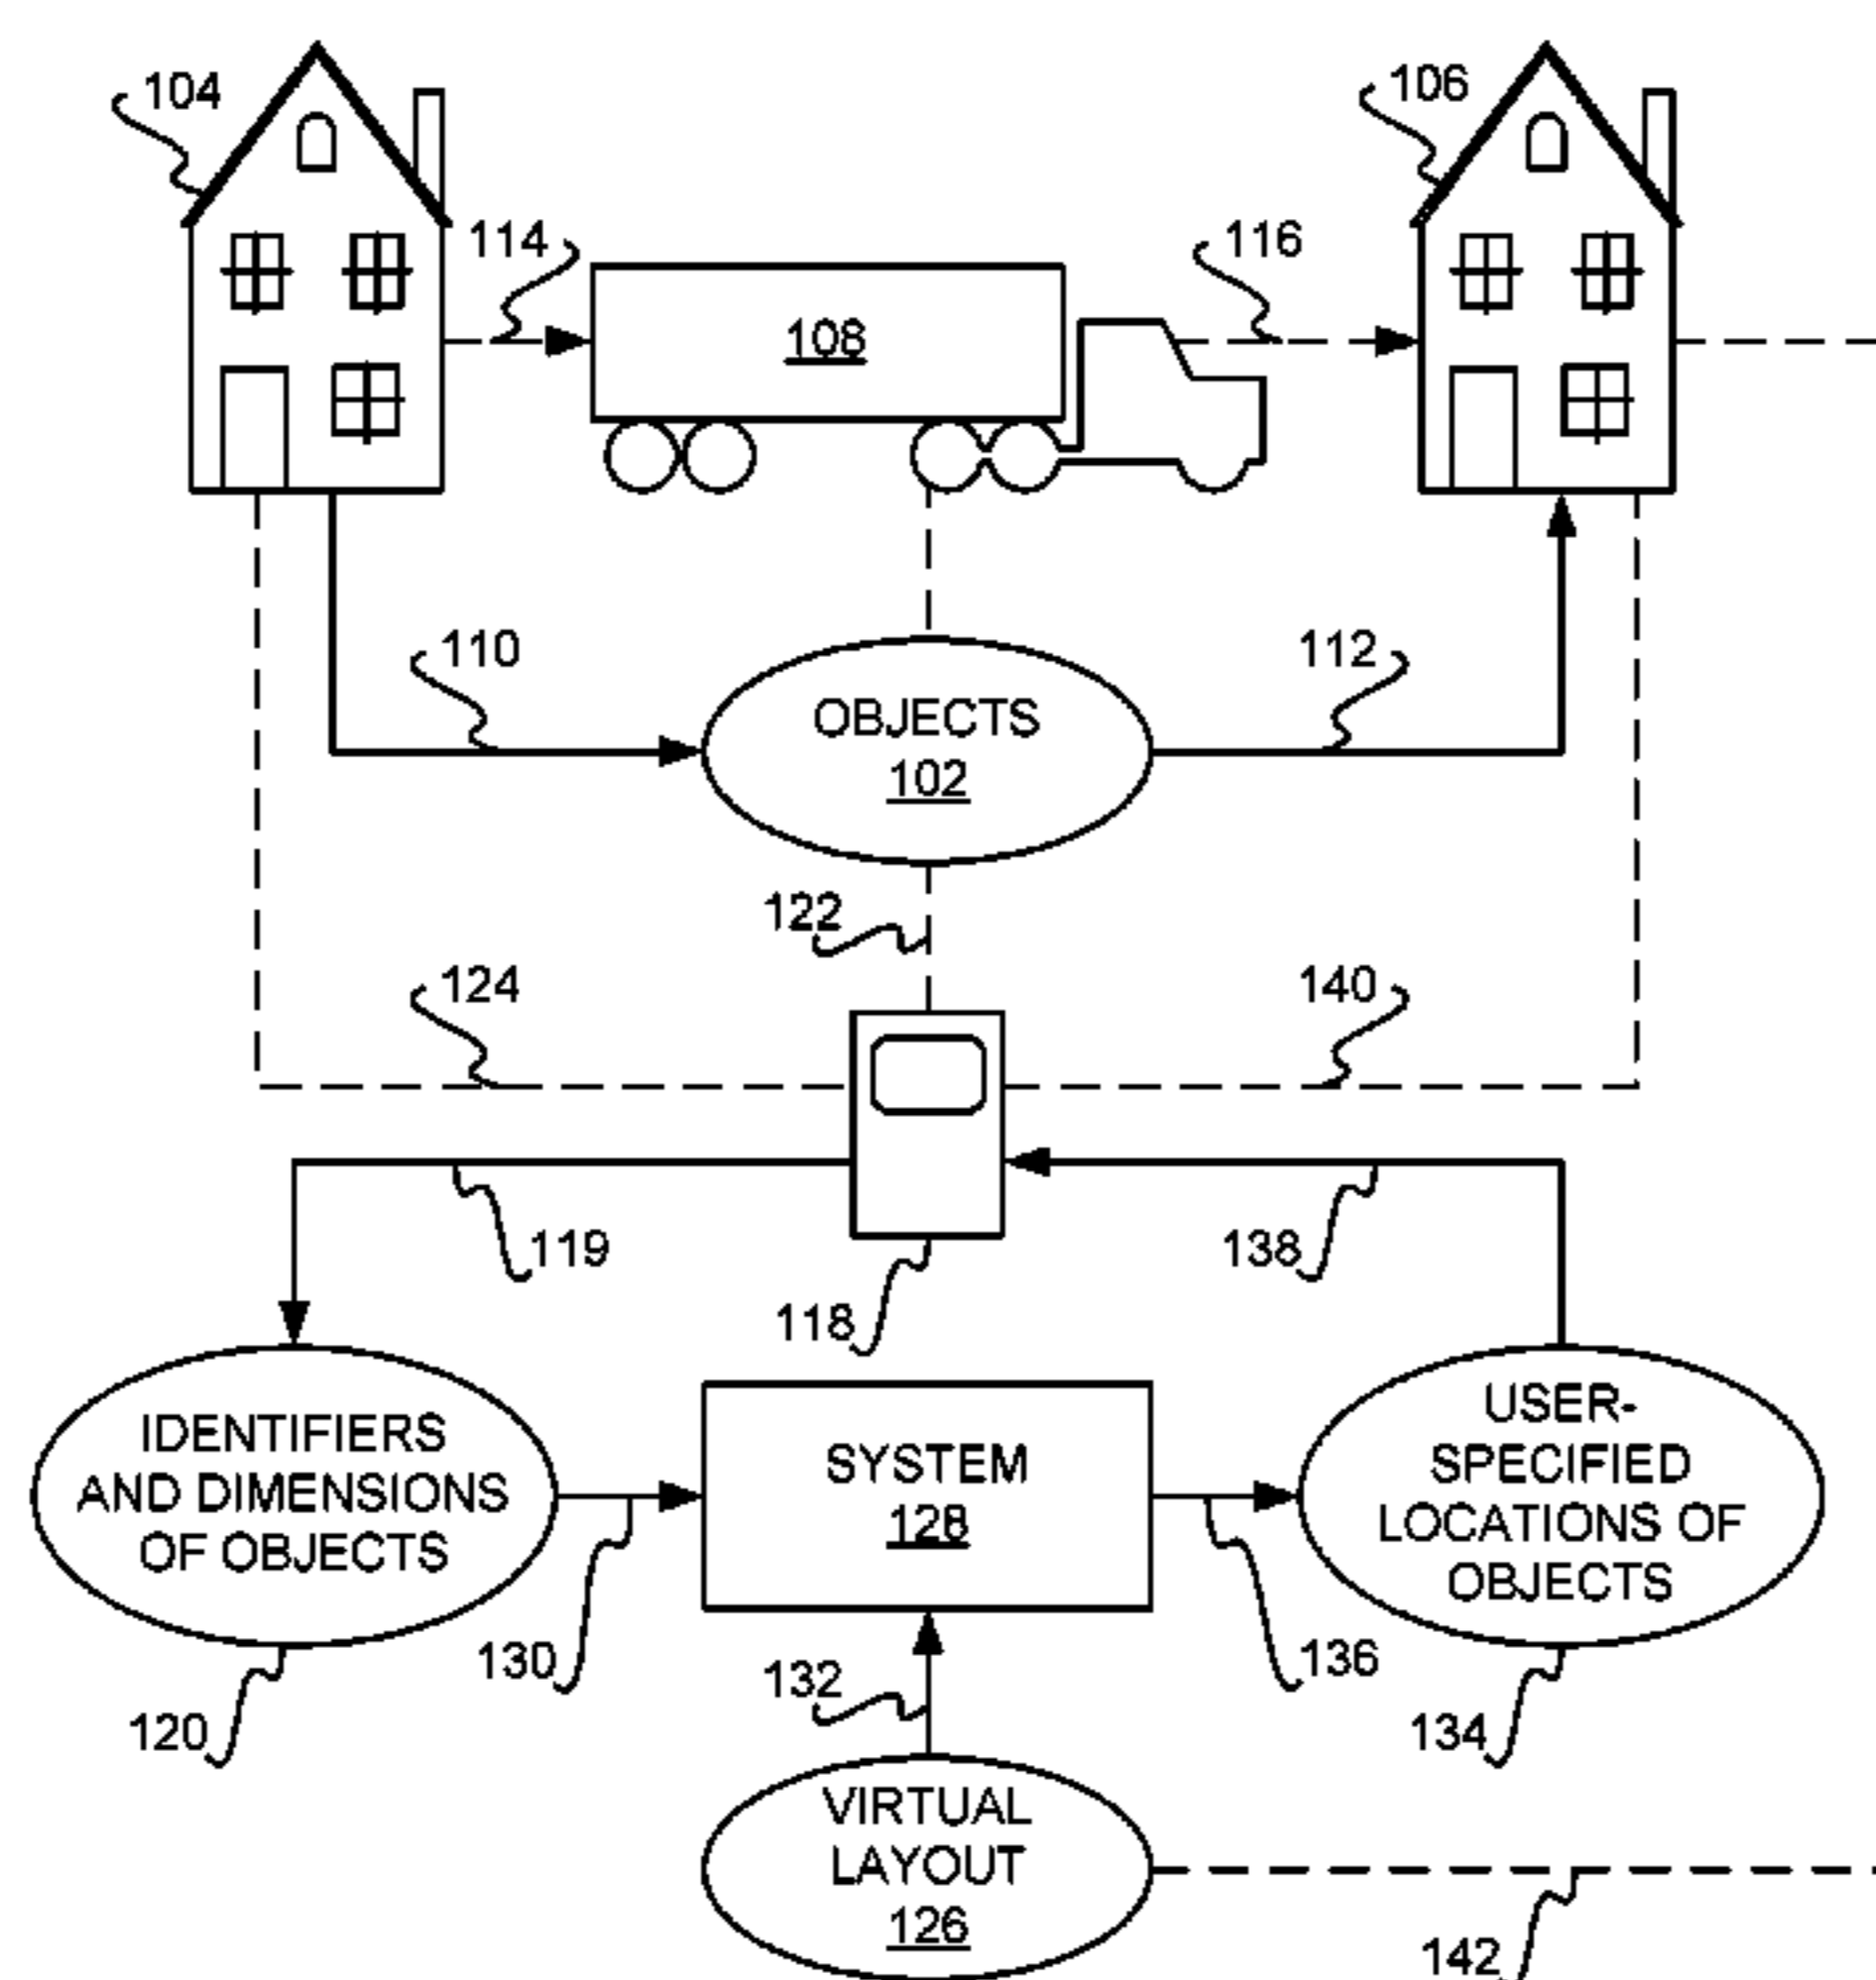 104
106
114
116
108
110
112
OBJECTS
102
122
124
140
119
138
118
IDENTIFIERS
AND DIMENSIONS
OF OBJECTS
SYSTEM
128
USER-
SPECIFIED
LOCATIONS OF
OBJECTS
130
132
136
120
134
VIRTUAL
LAYOUT
126
142